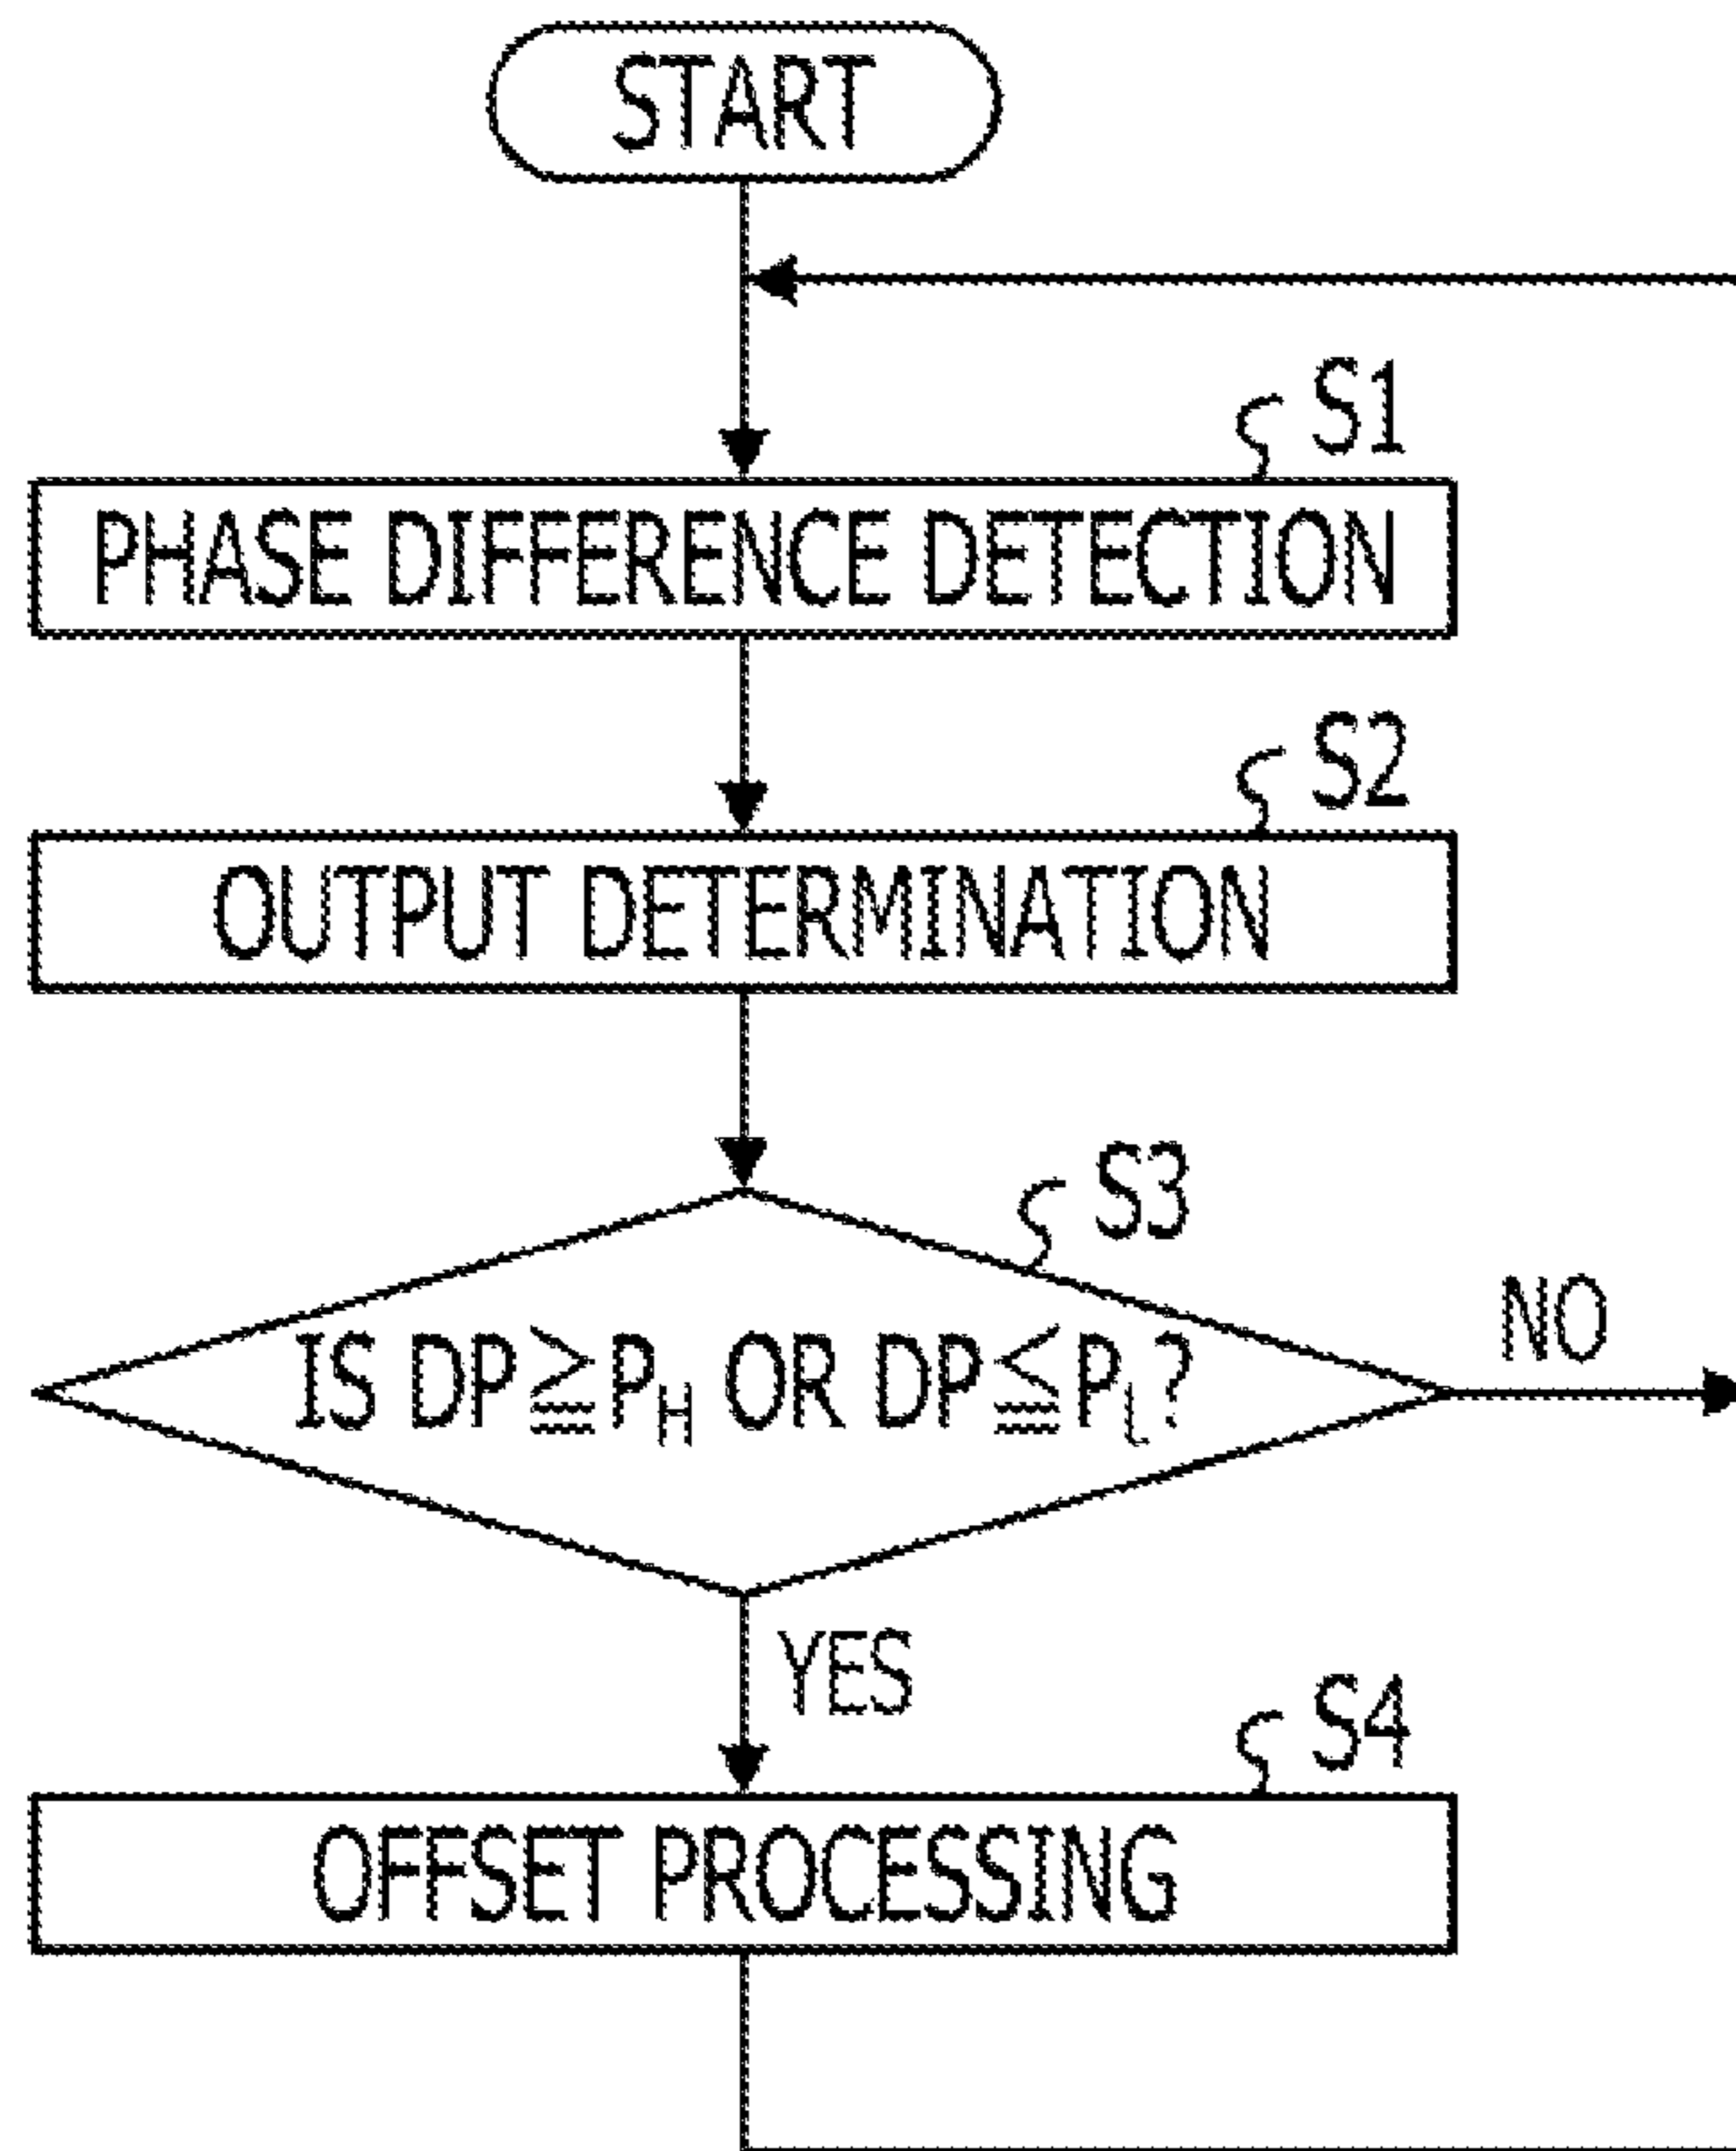 START
S1
PHASE DIFFERENCE DETECTION
S2
OUTPUT DETERMINATION
S3
IS DP≧P_H OR DP≦P_L?
NO
YES
S4
OFFSET PROCESSING